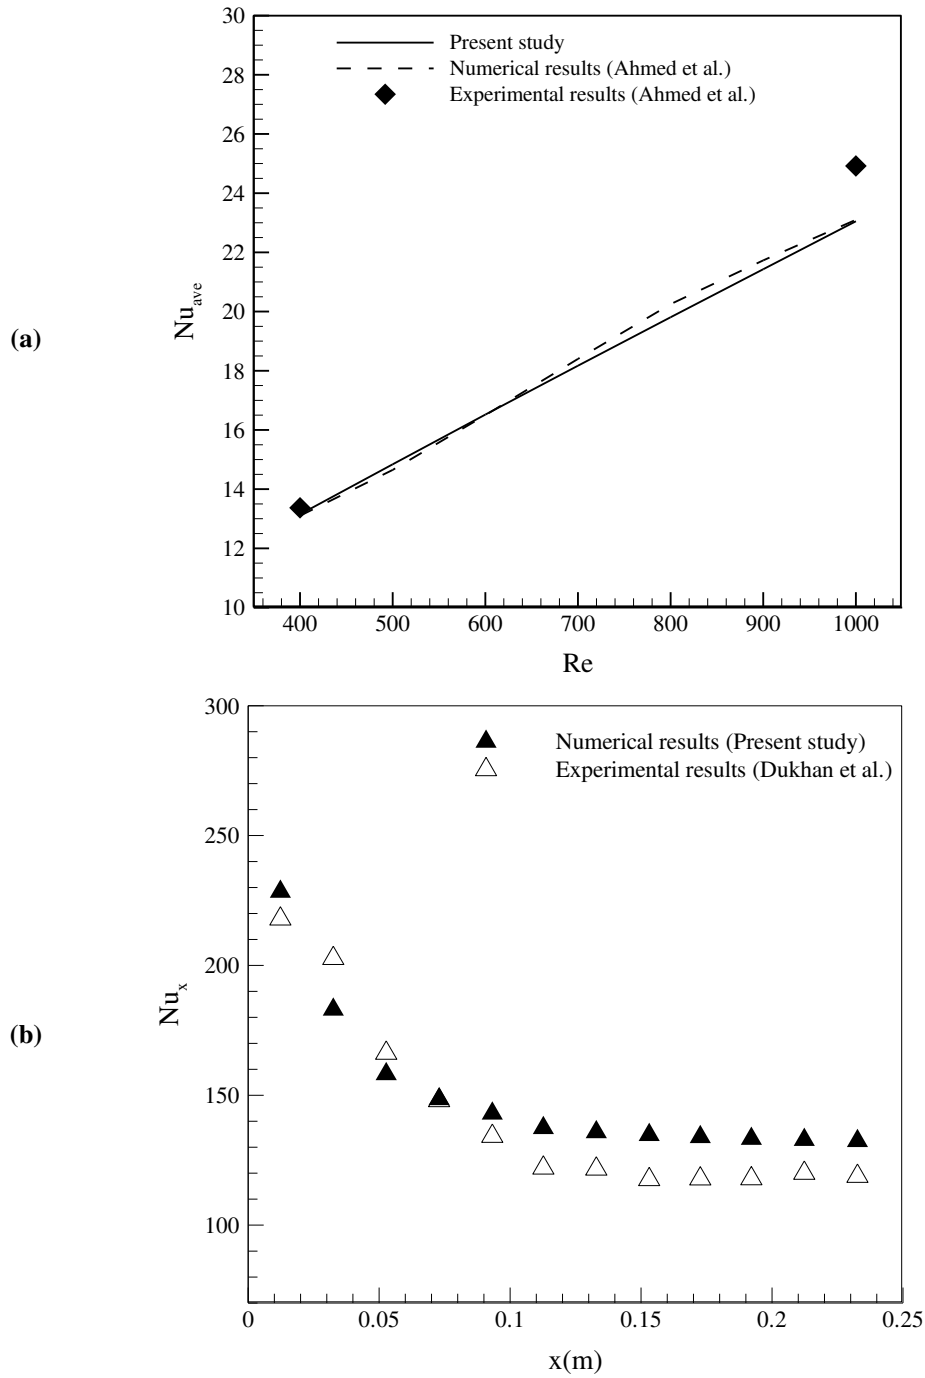 (a)
Nu_ave
30
28
26
24
22
20
18
16
14
12
10
Present study
Numerical results (Ahmed et al.)
Experimental results (Ahmed et al.)
400 500 600 700 800 900 1000
Re
(b)
Nu_x
300
250
200
150
100
Numerical results (Present study)
Experimental results (Dukhan et al.)
0 0.05 0.1 0.15 0.2 0.25
x(m)